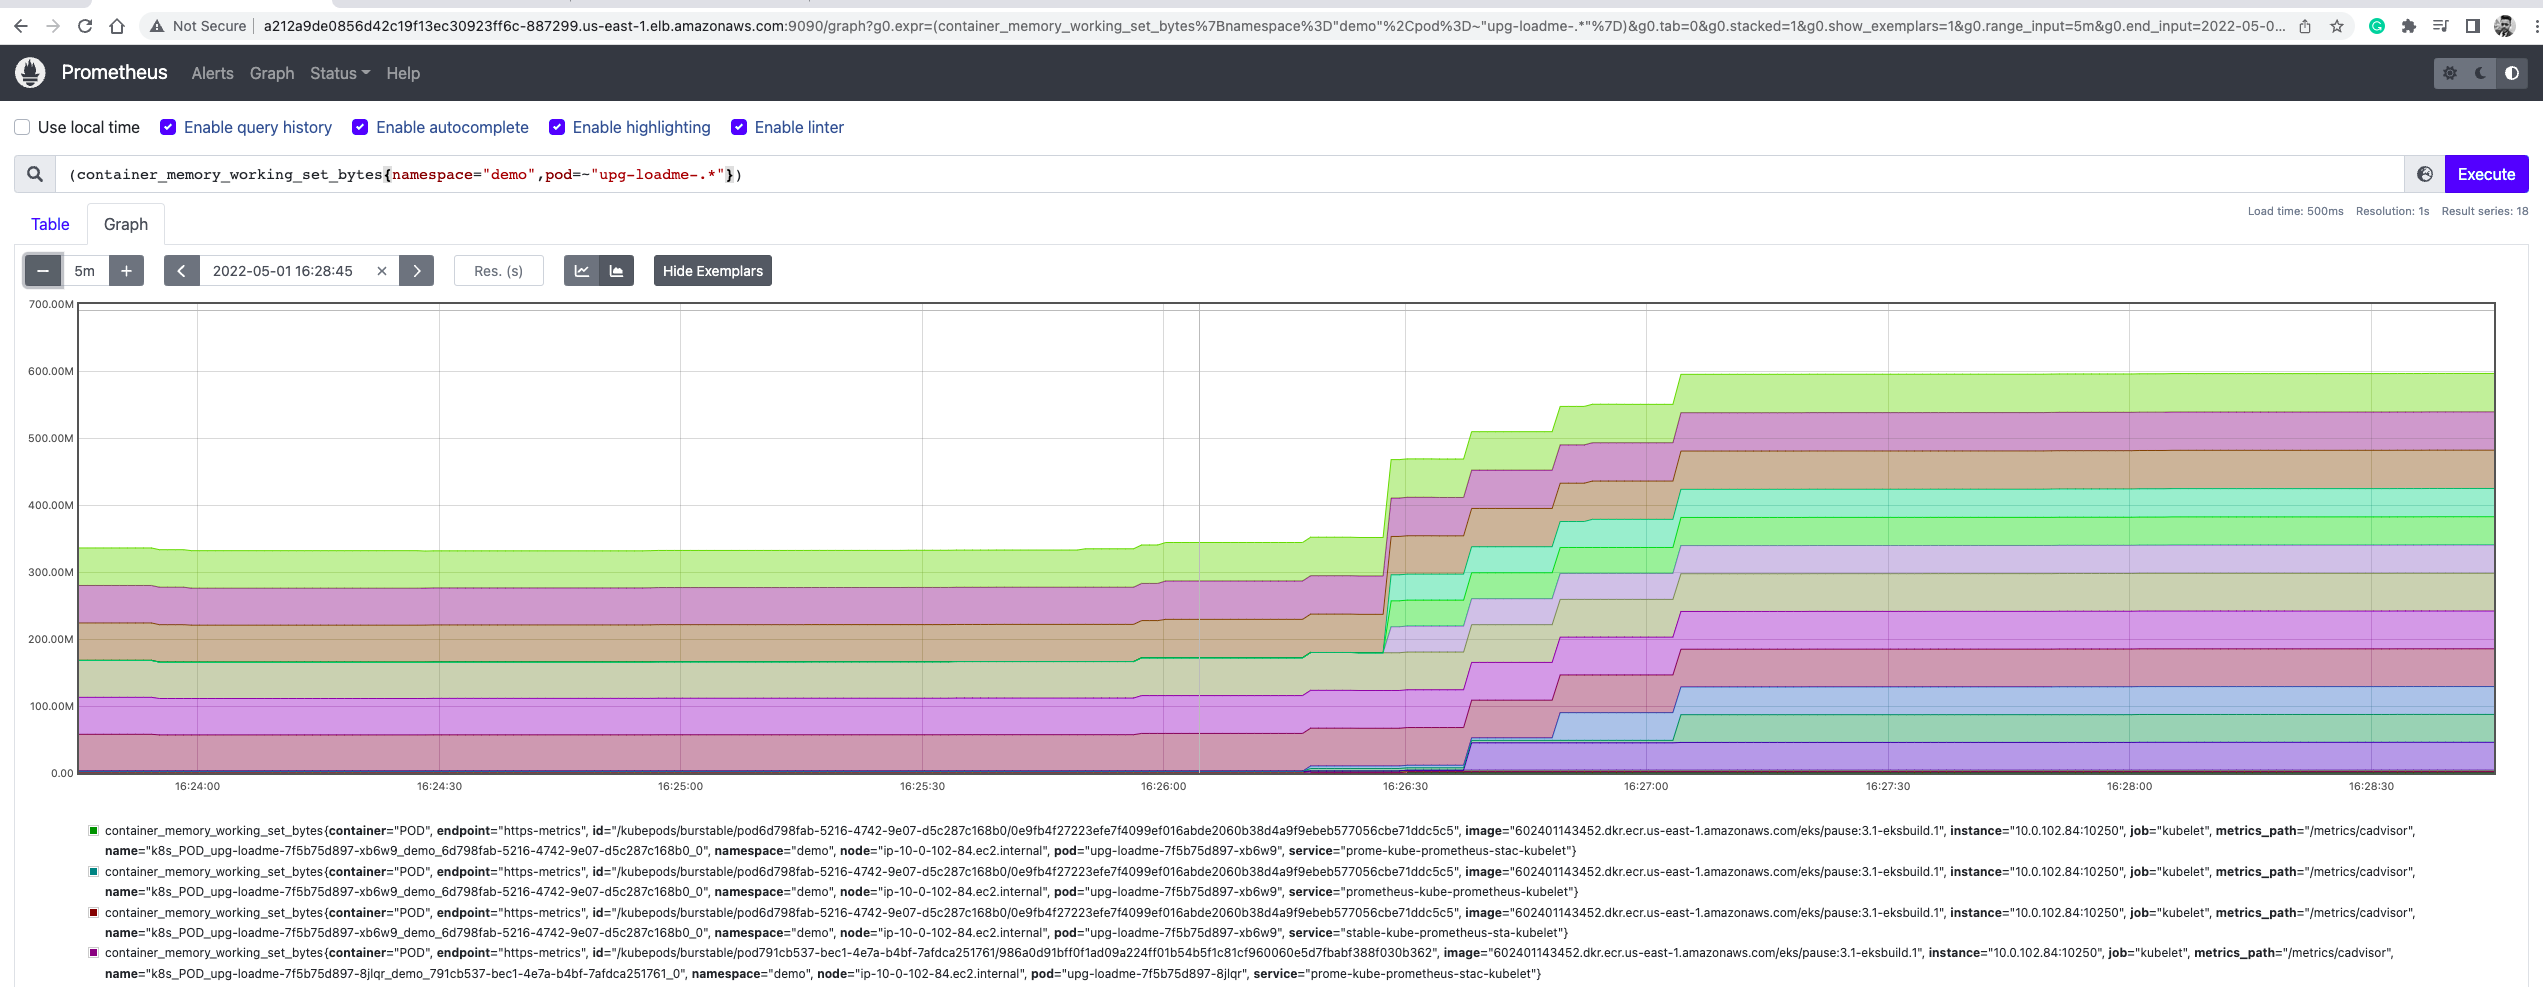 Not Secure a212a9de0856d42c19f13ec30923ff6c-887299.us-east-1.elb.amazonaws.com:9090/graph?g0.expr=(container_memory_working_set_bytes%7Bnamespace%3D"demo"%2Cpod%3D~"upg-loadme-.*"%7D)&g0.tab=0&g0.stacked=1&g0.show_exemplars=1&g0.range_input=5m&g0.end_input=2022-05-0...
Prometheus Alerts Graph Status Help
Use local time Enable query history Enable autocomplete Enable highlighting Enable linter
(container_memory_working_set_bytes{namespace="demo",pod=~"upg-loadme-.*"}) Execute
Table Graph Load time: 500ms Resolution: 1s Result series: 18
5m 2022-05-01 16:28:45 Res. (s) Hide Exemplars
700.00M
600.00M
500.00M
400.00M
300.00M
200.00M
100.00M
0.00
16:24:00 16:24:30 16:25:00 16:25:30 16:26:00 16:26:30 16:27:00 16:27:30 16:28:00 16:28:30
container_memory_working_set_bytes{container="POD", endpoint="https-metrics", id="/kubepods/burstable/pod6d798fab-5216-4742-9e07-d5c287c168b0/0e9fb4f27223efe7f4099ef016abde2060b38d4a9f9ebeb577056cbe71ddc5c5", image="602401143452.dkr.ecr.us-east-1.amazonaws.com/eks/pause:3.1-eksbuild.1", instance="10.0.102.84:10250", job="kubelet", metrics_path="/metrics/cadvisor",
name="k8s_POD_upg-loadme-7f5b75d897-xb6w9_demo_6d798fab-5216-4742-9e07-d5c287c168b0_0", namespace="demo", node="ip-10-0-102-84.ec2.internal", pod="upg-loadme-7f5b75d897-xb6w9", service="prome-kube-prometheus-stac-kubelet"}
container_memory_working_set_bytes{container="POD", endpoint="https-metrics", id="/kubepods/burstable/pod6d798fab-5216-4742-9e07-d5c287c168b0/0e9fb4f27223efe7f4099ef016abde2060b38d4a9f9ebeb577056cbe71ddc5c5", image="602401143452.dkr.ecr.us-east-1.amazonaws.com/eks/pause:3.1-eksbuild.1", instance="10.0.102.84:10250", job="kubelet", metrics_path="/metrics/cadvisor",
name="k8s_POD_upg-loadme-7f5b75d897-xb6w9_demo_6d798fab-5216-4742-9e07-d5c287c168b0_0", namespace="demo", node="ip-10-0-102-84.ec2.internal", pod="upg-loadme-7f5b75d897-xb6w9", service="prometheus-kube-prometheus-kubelet"}
container_memory_working_set_bytes{container="POD", endpoint="https-metrics", id="/kubepods/burstable/pod6d798fab-5216-4742-9e07-d5c287c168b0/0e9fb4f27223efe7f4099ef016abde2060b38d4a9f9ebeb577056cbe71ddc5c5", image="602401143452.dkr.ecr.us-east-1.amazonaws.com/eks/pause:3.1-eksbuild.1", instance="10.0.102.84:10250", job="kubelet", metrics_path="/metrics/cadvisor",
name="k8s_POD_upg-loadme-7f5b75d897-xb6w9_demo_6d798fab-5216-4742-9e07-d5c287c168b0_0", namespace="demo", node="ip-10-0-102-84.ec2.internal", pod="upg-loadme-7f5b75d897-xb6w9", service="stable-kube-prometheus-sta-kubelet"}
container_memory_working_set_bytes{container="POD", endpoint="https-metrics", id="/kubepods/burstable/pod791cb537-bec1-4e7a-b4bf-7afdca251761/986a0d91bff0f1ad09a224ff01b54b5f1c81cf960060e5d7fbabf388f030b362", image="602401143452.dkr.ecr.us-east-1.amazonaws.com/eks/pause:3.1-eksbuild.1", instance="10.0.102.84:10250", job="kubelet", metrics_path="/metrics/cadvisor",
name="k8s_POD_upg-loadme-7f5b75d897-8jlqr_demo_791cb537-bec1-4e7a-b4bf-7afdca251761_0", namespace="demo", node="ip-10-0-102-84.ec2.internal", pod="upg-loadme-7f5b75d897-8jlqr", service="prome-kube-prometheus-stac-kubelet"}